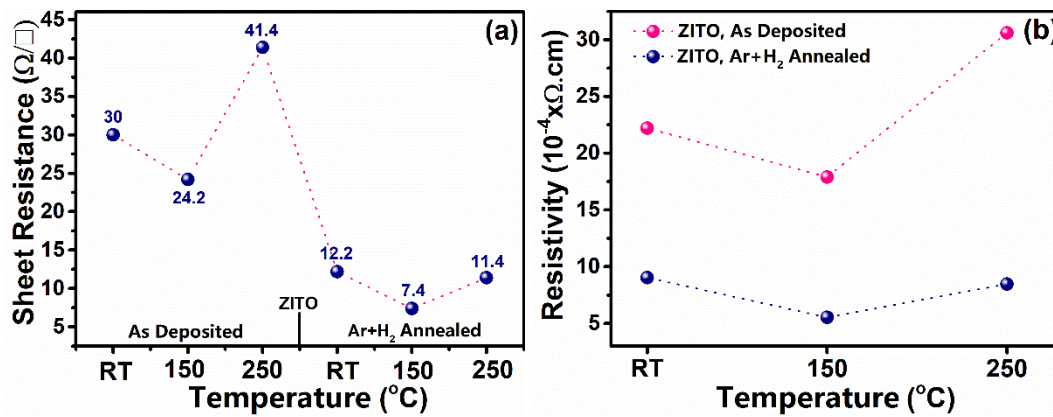 (a)
Sheet Resistance (Ω/□)
45
40
35
30
25
20
15
10
5
30
24.2
41.4
12.2
7.4
11.4
ZITO
As Deposited
Ar+H₂ Annealed
RT
150
250
RT
150
250
Temperature (°C)
(b)
ZITO, As Deposited
ZITO, Ar+H₂ Annealed
Resistivity (10⁻⁴xΩ.cm)
30
25
20
15
10
5
RT
150
250
Temperature (°C)